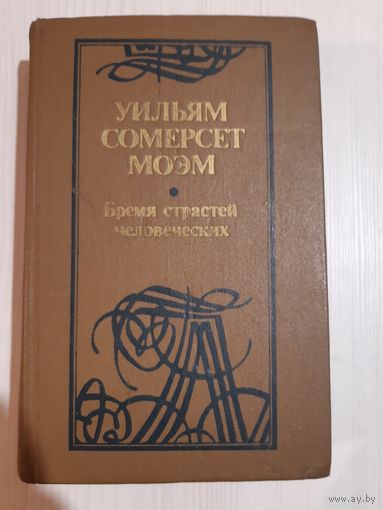 УИЛЬЯМ
СОМЕРСЕТ
МОЭМ
Бремя страстей
человеческих
www.ay.by